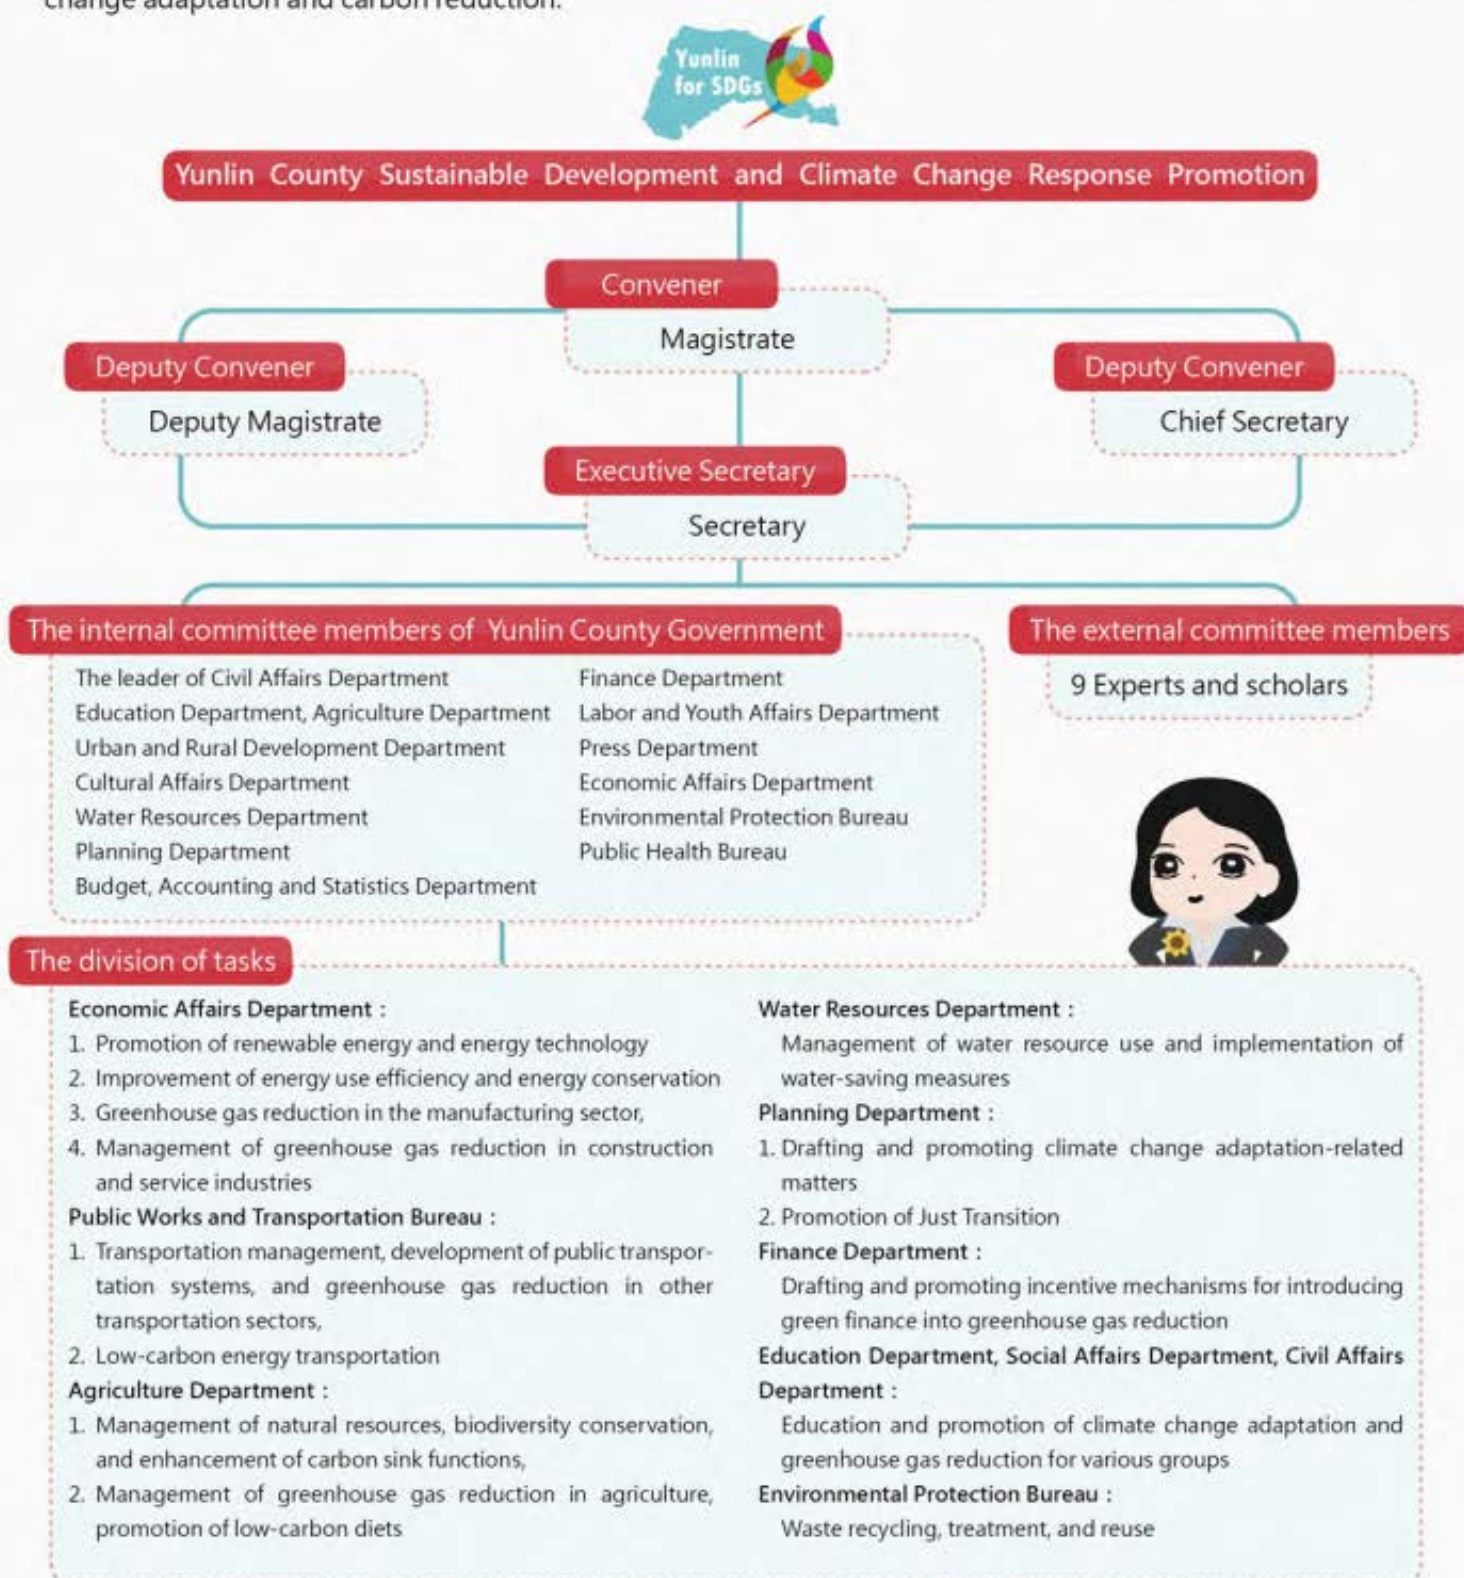 change adaptation and carbon reduction.
Yunlin
for SDGs
Yunlin County Sustainable Development and Climate Change Response Promotion
Convener
Magistrate
Deputy Convener
Deputy Magistrate
Deputy Convener
Chief Secretary
Executive Secretary
Secretary
The internal committee members of Yunlin County Government
The leader of Civil Affairs Department
Education Department, Agriculture Department
Urban and Rural Development Department
Cultural Affairs Department
Water Resources Department
Planning Department
Budget, Accounting and Statistics Department
Finance Department
Labor and Youth Affairs Department
Press Department
Economic Affairs Department
Environmental Protection Bureau
Public Health Bureau
The external committee members
9 Experts and scholars
The division of tasks
Economic Affairs Department :
1. Promotion of renewable energy and energy technology
2. Improvement of energy use efficiency and energy conservation
3. Greenhouse gas reduction in the manufacturing sector,
4. Management of greenhouse gas reduction in construction
and service industries
Public Works and Transportation Bureau :
1. Transportation management, development of public transpor-
tation systems, and greenhouse gas reduction in other
transportation sectors,
2. Low-carbon energy transportation
Agriculture Department :
1. Management of natural resources, biodiversity conservation,
and enhancement of carbon sink functions,
2. Management of greenhouse gas reduction in agriculture,
promotion of low-carbon diets
Water Resources Department :
Management of water resource use and implementation of
water-saving measures
Planning Department :
1. Drafting and promoting climate change adaptation-related
matters
2. Promotion of Just Transition
Finance Department :
Drafting and promoting incentive mechanisms for introducing
green finance into greenhouse gas reduction
Education Department, Social Affairs Department, Civil Affairs
Department :
Education and promotion of climate change adaptation and
greenhouse gas reduction for various groups
Environmental Protection Bureau :
Waste recycling, treatment, and reuse